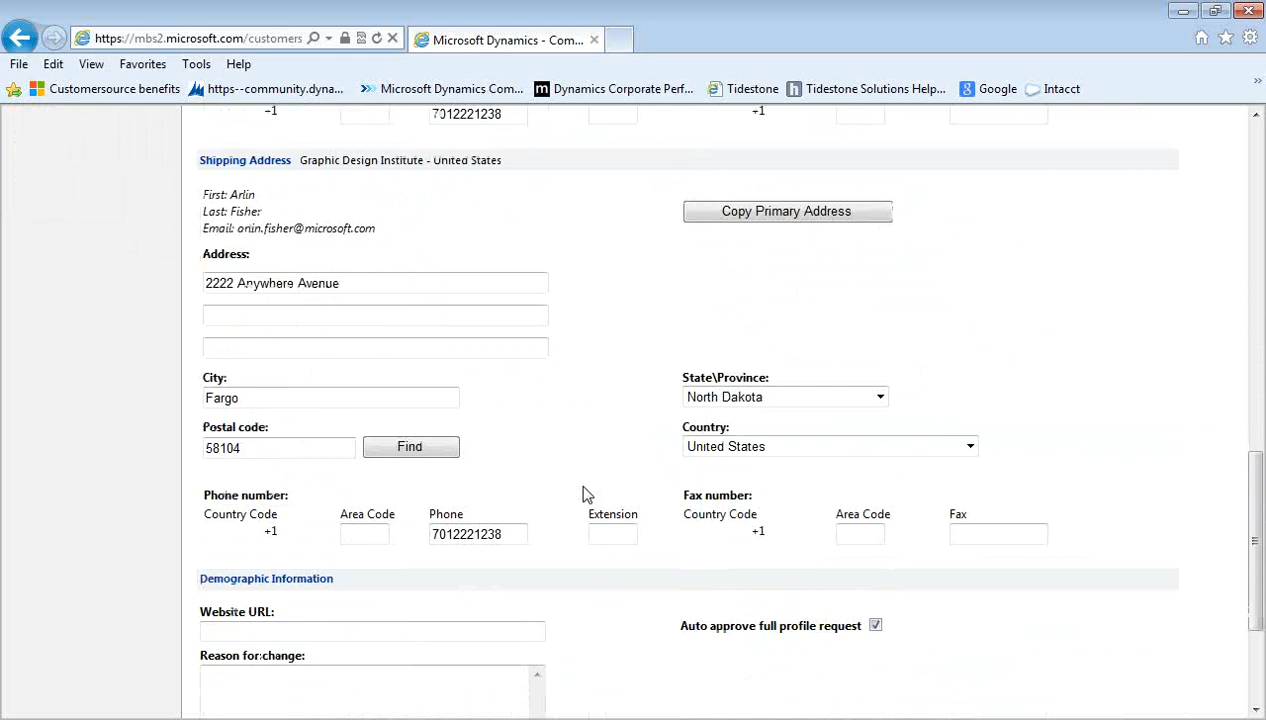 https://mbs2.microsoft.com/customers
Microsoft Dynamics - Com...
File Edit View Favorites Tools Help
Customersource benefits https--community.dyna... Microsoft Dynamics Com... Dynamics Corporate Perf... Tidestone Tidestone Solutions Help... Google Intacct
+1 7012221238 +1
Shipping Address Graphic Design Institute - United States
First: Arlin
Last: Fisher
Email: arlin.fisher@microsoft.com
Copy Primary Address
Address:
2222 Anywhere Avenue
City: State\Province:
Fargo North Dakota
Postal code: Country:
58104 Find United States
Phone number: Fax number:
Country Code Area Code Phone Extension Country Code Area Code Fax
+1 7012221238 +1
Demographic Information
Website URL:
Auto approve full profile request
Reason for change: